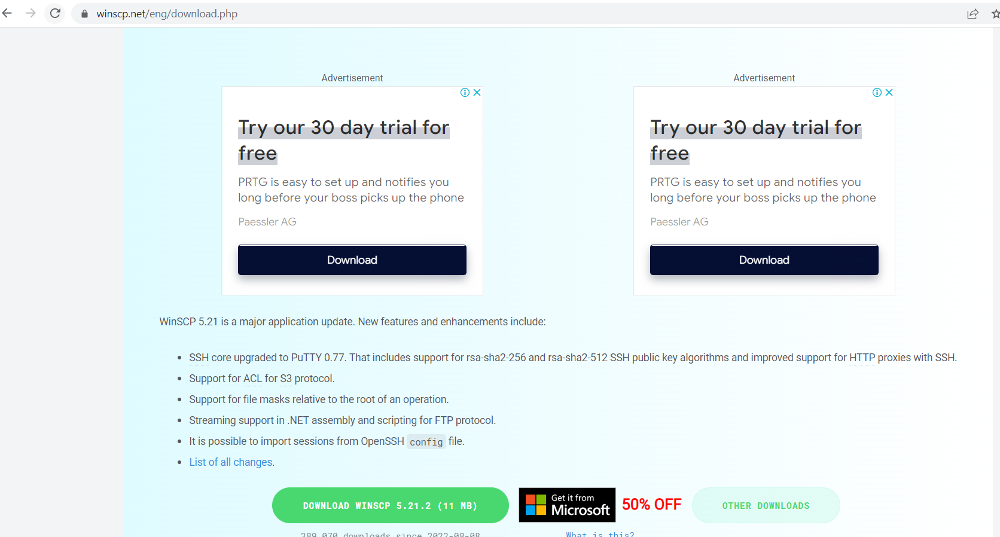 winscp.net/eng/download.php
Advertisement
Try our 30 day trial for
free
PRTG is easy to set up and notifies you
long before your boss picks up the phone
Paessler AG
Download
Advertisement
Try our 30 day trial for
free
PRTG is easy to set up and notifies you
long before your boss picks up the phone
Paessler AG
Download
WinSCP 5.21 is a major application update. New features and enhancements include:
SSH core upgraded to PuTTY 0.77. That includes support for rsa-sha2-256 and rsa-sha2-512 SSH public key algorithms and improved support for HTTP proxies with SSH.
Support for ACL for S3 protocol.
Support for file masks relative to the root of an operation.
Streaming support in .NET assembly and scripting for FTP protocol.
It is possible to import sessions from OpenSSH config file.
List of all changes.
DOWNLOAD WINSCP 5.21.2 (11 MB)
Get it from
Microsoft
50% OFF
OTHER DOWNLOADS
389,070 downloads since 2022-08-08
What is this?